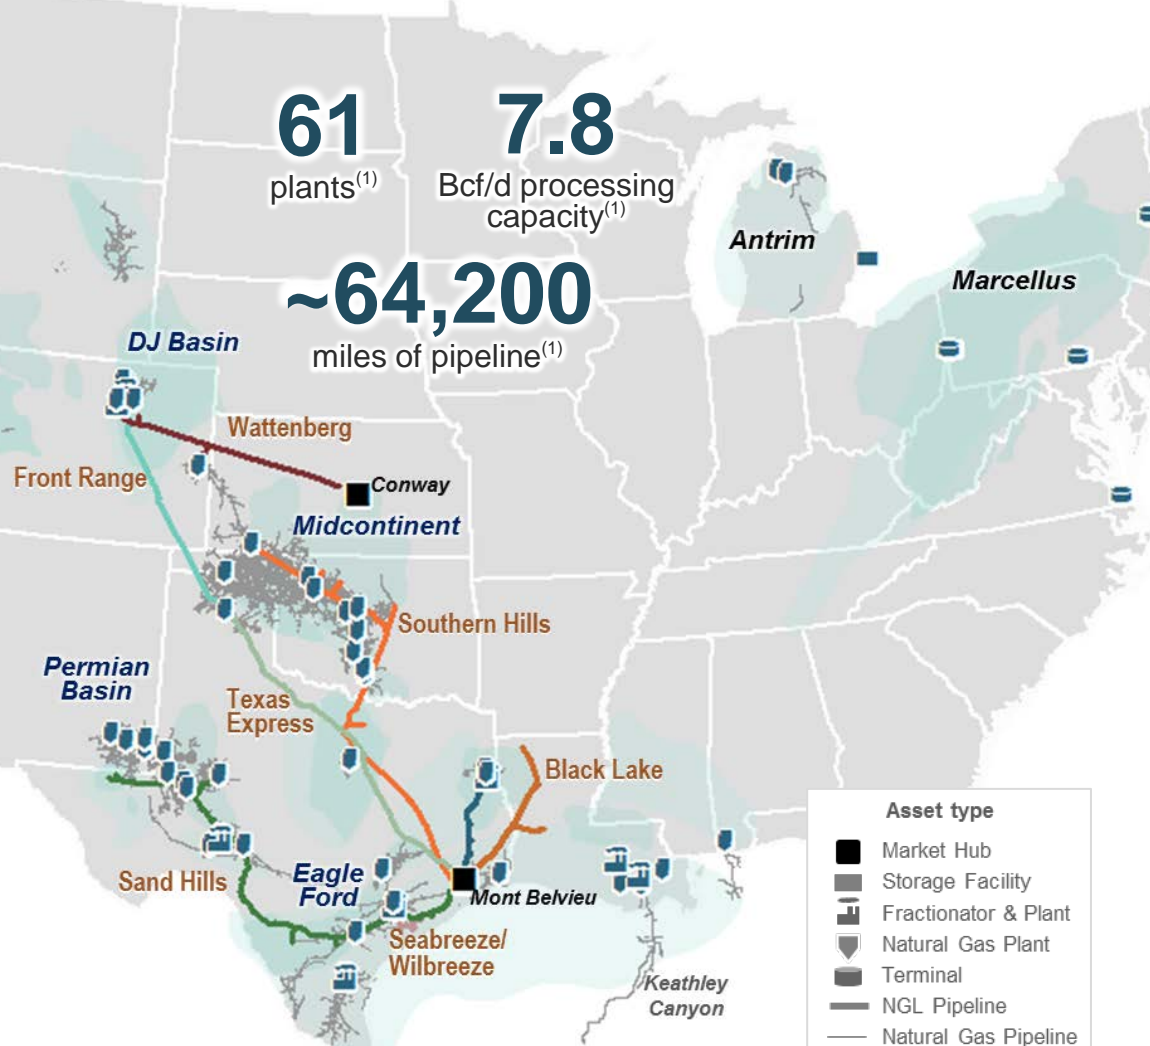 61
plants(1)
7.8
Bcf/d processing
capacity(1)
~64,200
miles of pipeline(1)
Antrim
Marcellus
DJ Basin
Wattenberg
Front Range
Conway
Midcontinent
Southern Hills
Permian
Basin
Texas
Express
Black Lake
Sand Hills
Eagle
Ford
Mont Belvieu
Seabreeze/
Wilbreeze
Keathley
Canyon
Asset type
Market Hub
Storage Facility
Fractionator & Plant
Natural Gas Plant
Terminal
NGL Pipeline
Natural Gas Pipeline